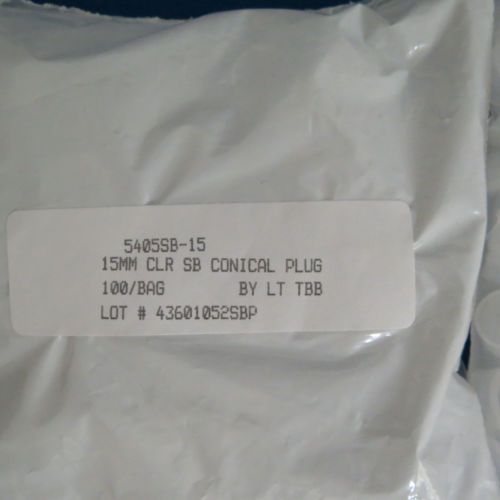 5405SB-15
15MM CLR SB CONICAL PLUG
100/BAG BY LT TBB
LOT # 43601052SBP